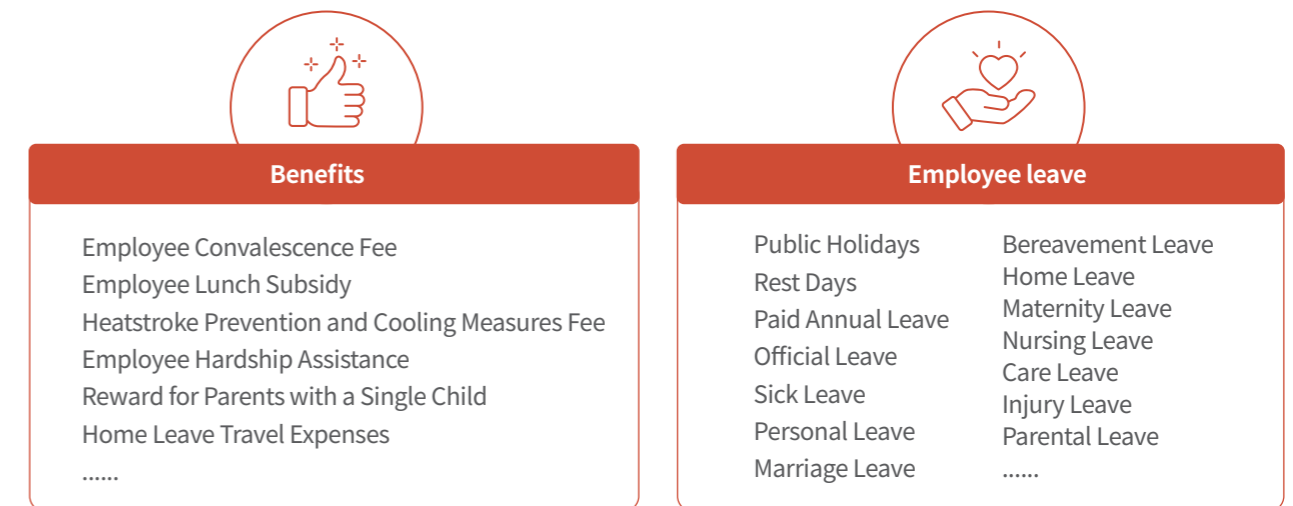 Benefits
Employee Convalescence Fee
Employee Lunch Subsidy
Heatstroke Prevention and Cooling Measures Fee
Employee Hardship Assistance
Reward for Parents with a Single Child
Home Leave Travel Expenses
......
Employee leave
Public Holidays
Rest Days
Paid Annual Leave
Official Leave
Sick Leave
Personal Leave
Marriage Leave
Bereavement Leave
Home Leave
Maternity Leave
Nursing Leave
Care Leave
Injury Leave
Parental Leave
......